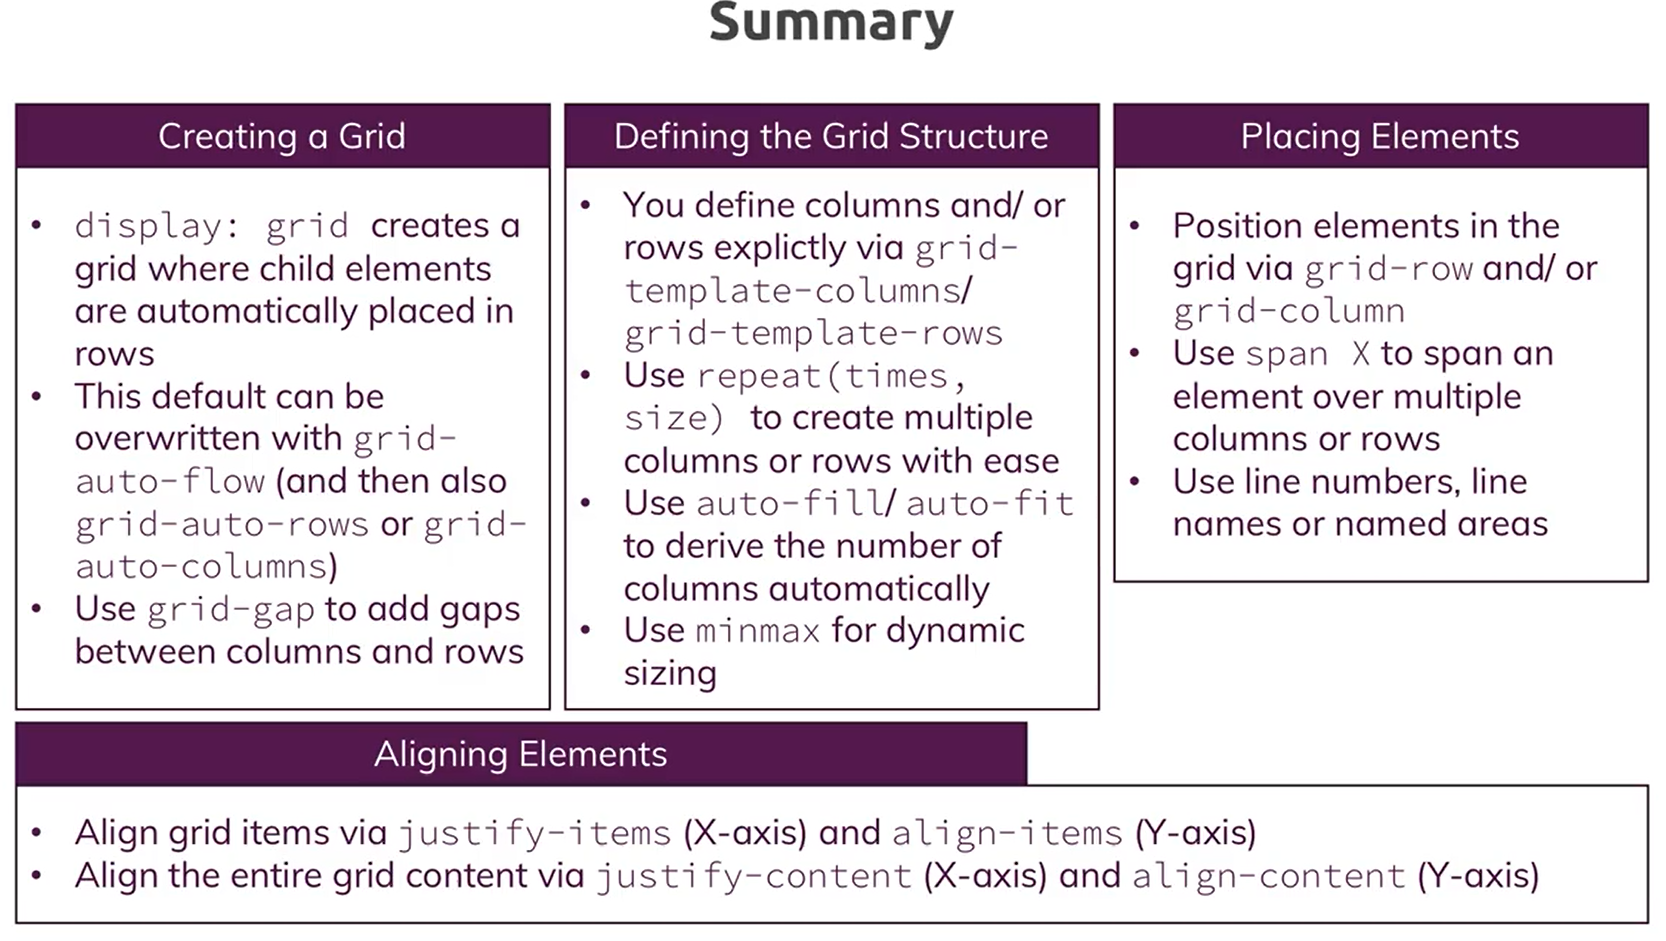 Summary
Creating a Grid
• display: grid creates a
grid where child elements
are automatically placed in
rows
• This default can be
overwritten with grid-
auto-flow (and then also
grid-auto-rows or grid-
auto-columns)
• Use grid-gap to add gaps
between columns and rows
Defining the Grid Structure
• You define columns and/ or
rows explictly via grid-
template-columns/
grid-template-rows
• Use repeat(times,
size) to create multiple
columns or rows with ease
• Use auto-fill/ auto-fit
to derive the number of
columns automatically
• Use minmax for dynamic
sizing
Placing Elements
• Position elements in the
grid via grid-row and/ or
grid-column
• Use span X to span an
element over multiple
columns or rows
• Use line numbers, line
names or named areas
Aligning Elements
• Align grid items via justify-items (X-axis) and align-items (Y-axis)
• Align the entire grid content via justify-content (X-axis) and align-content (Y-axis)